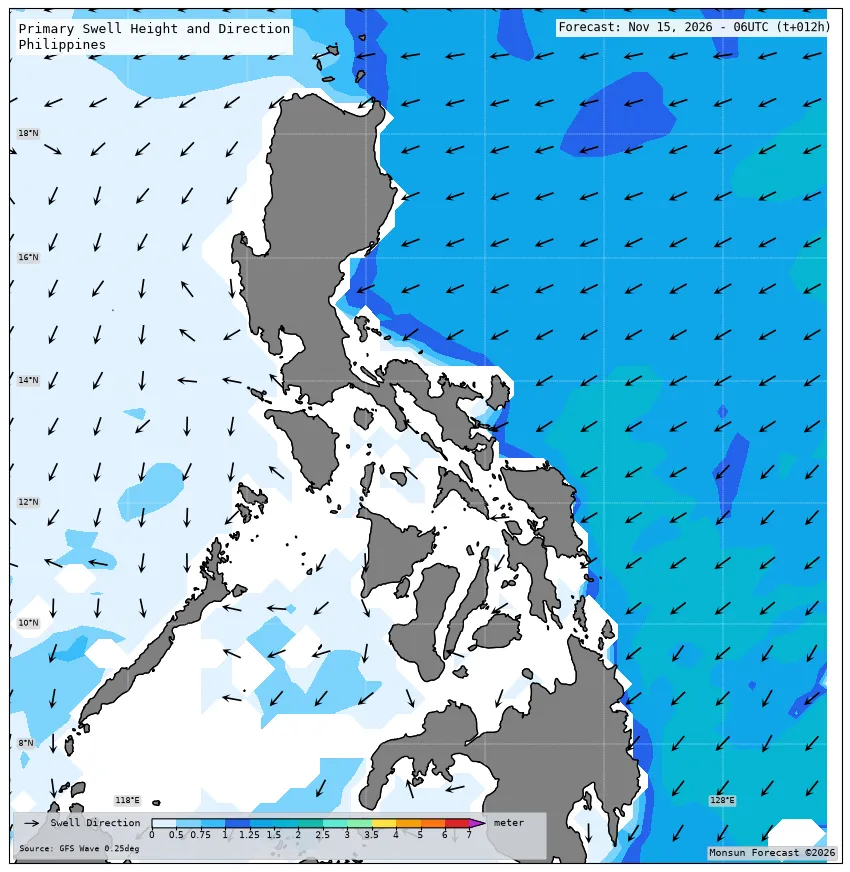 Primary Swell Height and Direction
Philippines
Forecast: Nov 15, 2026 - 06UTC (t+012h)
18°N
16°N
14°N
12°N
10°N
8°N
118°E
128°E
Swell Direction
0 0.5 0.75 1 1.25 1.5 2 2.5 3 3.5 4 5 6 7
meter
Source: GFS Wave 0.25deg
Monsun Forecast ©2026